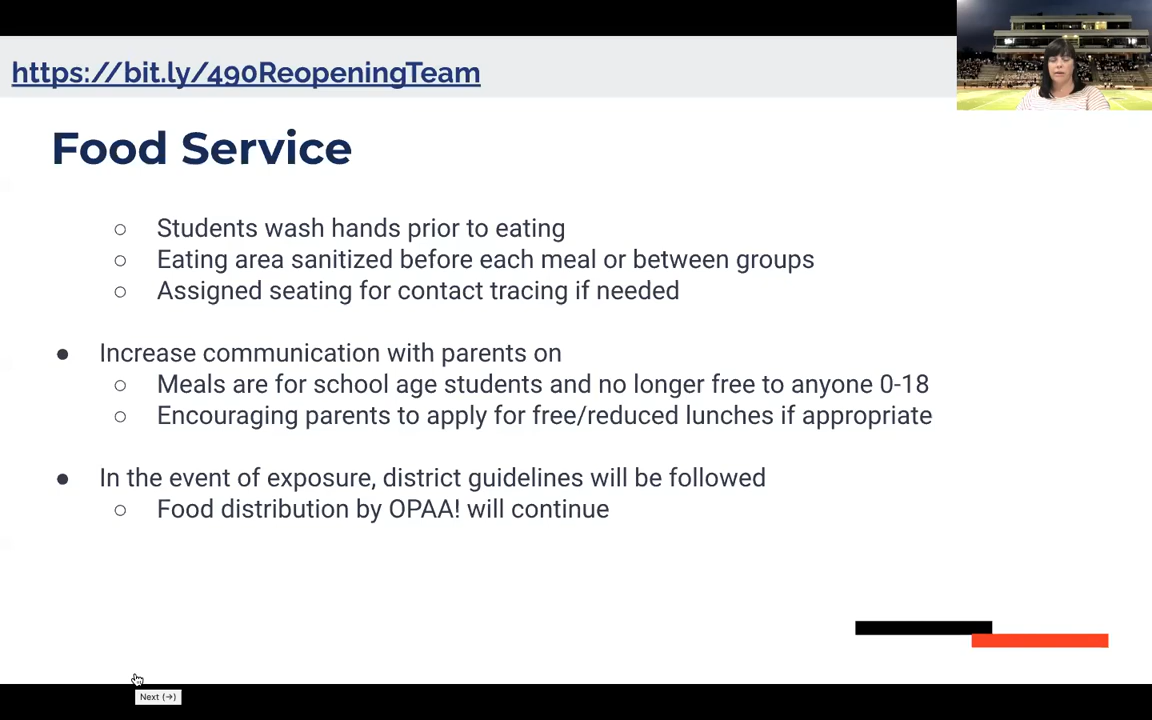 https://bit.ly/490ReopeningTeam
Food Service
○ Students wash hands prior to eating
○ Eating area sanitized before each meal or between groups
○ Assigned seating for contact tracing if needed
● Increase communication with parents on
○ Meals are for school age students and no longer free to anyone 0-18
○ Encouraging parents to apply for free/reduced lunches if appropriate
● In the event of exposure, district guidelines will be followed
○ Food distribution by OPAA! will continue
Next (→)